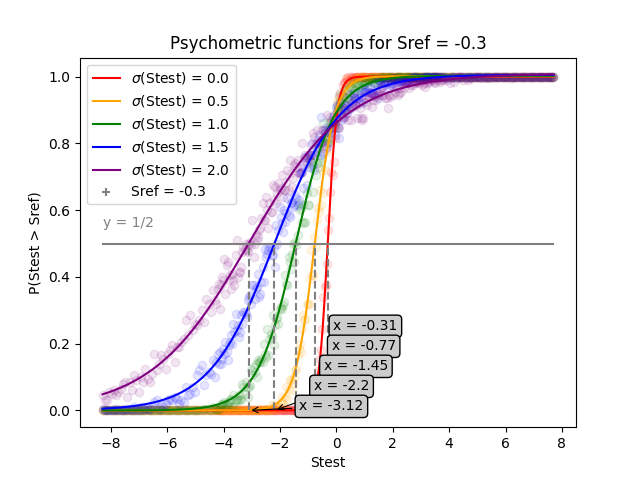 Psychometric functions for Sref = -0.3
P(Stest > Sref)
1.0
0.8
0.6
0.4
0.2
0.0
σ(Stest) = 0.0
σ(Stest) = 0.5
σ(Stest) = 1.0
σ(Stest) = 1.5
σ(Stest) = 2.0
Sref = -0.3
y = 1/2
x = -0.31
x = -0.77
x = -1.45
x = -2.2
x = -3.12
−8 −6 −4 −2 0 2 4 6 8
Stest